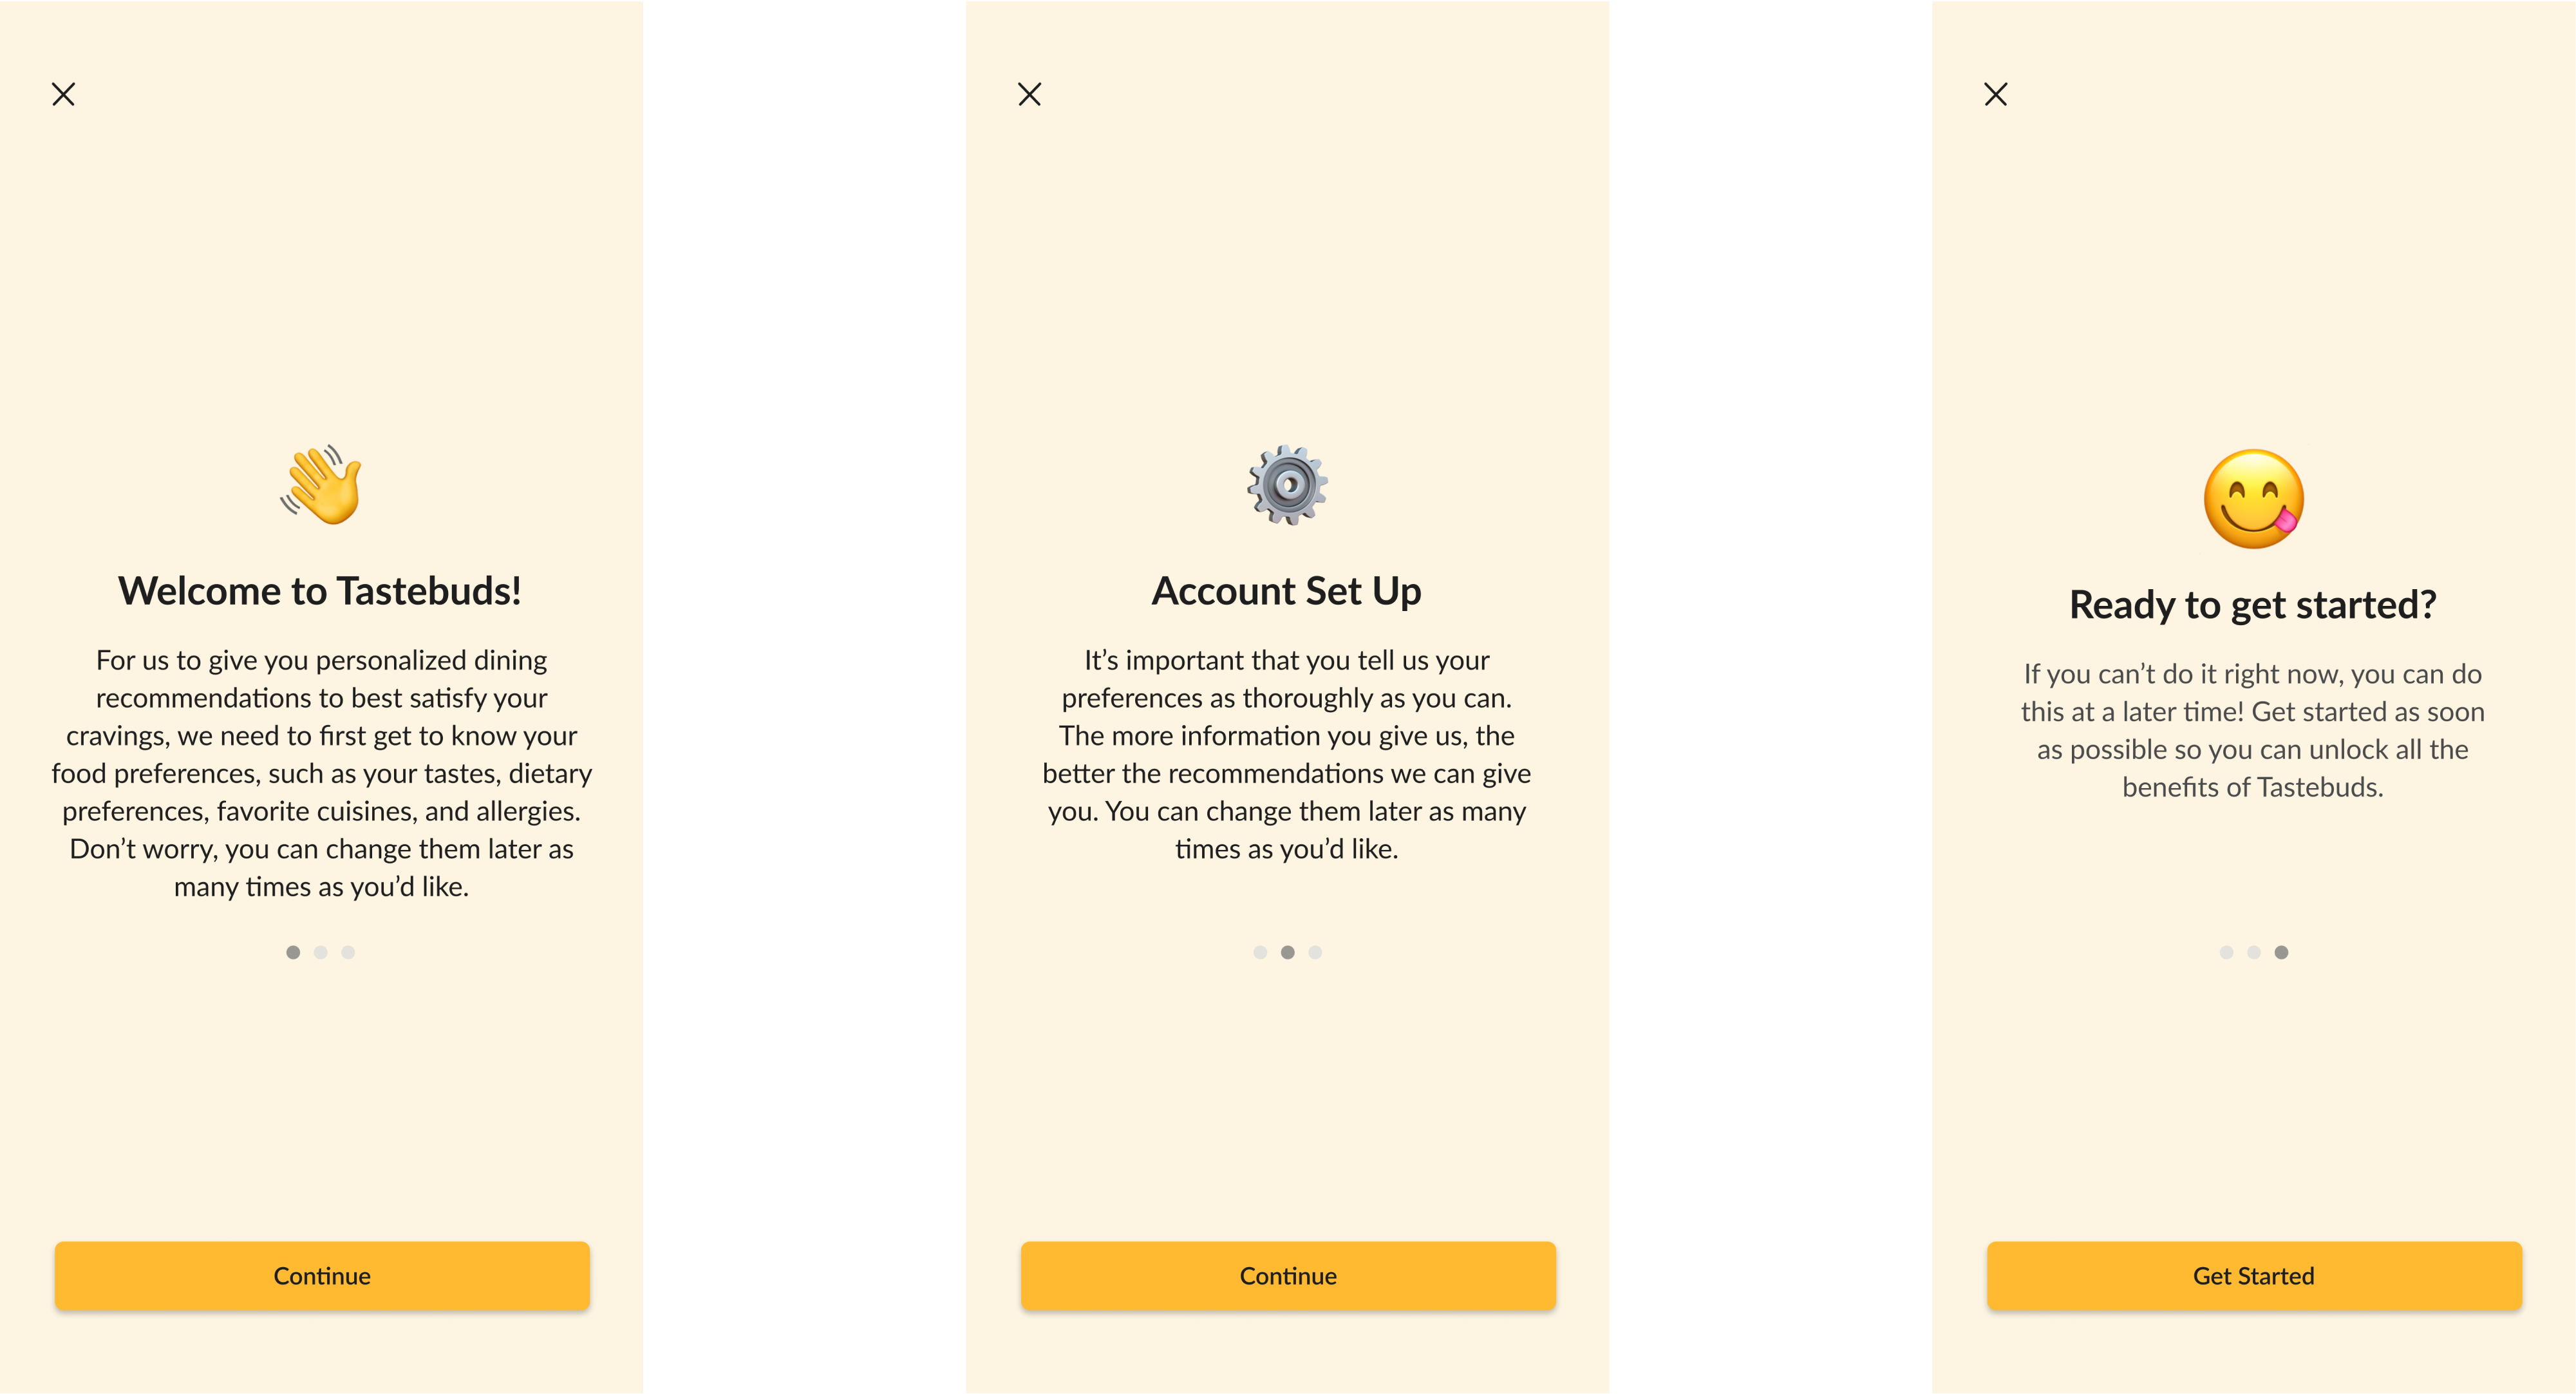 Welcome to Tastebuds!
For us to give you personalized dining
recommendations to best satisfy your
cravings, we need to first get to know your
food preferences, such as your tastes, dietary
preferences, favorite cuisines, and allergies.
Don’t worry, you can change them later as
many times as you’d like.
Continue
Account Set Up
It’s important that you tell us your
preferences as thoroughly as you can.
The more information you give us, the
better the recommendations we can give
you. You can change them later as many
times as you’d like.
Continue
Ready to get started?
If you can’t do it right now, you can do
this at a later time! Get started as soon
as possible so you can unlock all the
benefits of Tastebuds.
Get Started